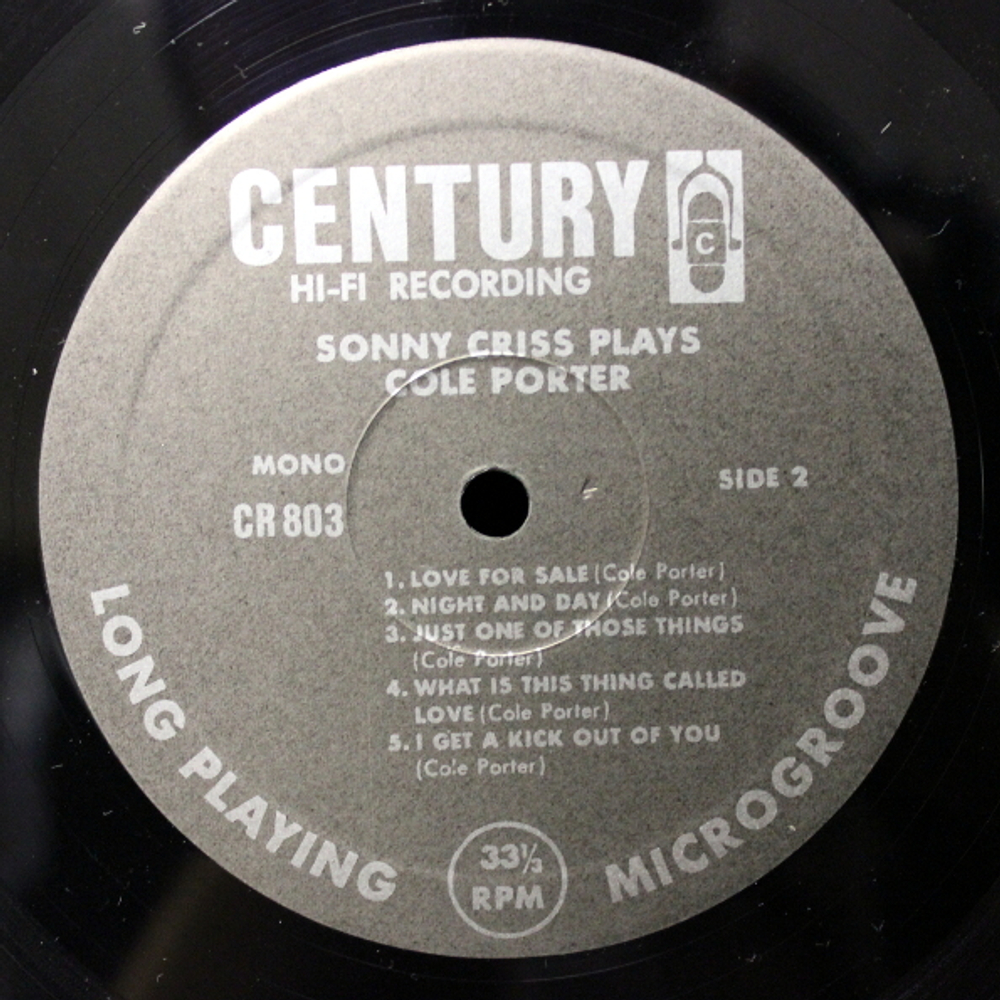 CENTURY
C
HI-FI RECORDING
SONNY CRISS PLAYS
COLE PORTER
MONO
SIDE 2
CR 803
1. LOVE FOR SALE (Cole Porter)
2. NIGHT AND DAY (Cole Porter)
3. JUST ONE OF THOSE THINGS
(Cole Porter)
4. WHAT IS THIS THING CALLED
LOVE (Cole Porter)
5. I GET A KICK OUT OF YOU
(Cole Porter)
LONG PLAYING
33⅓
RPM
MICROGROOVE